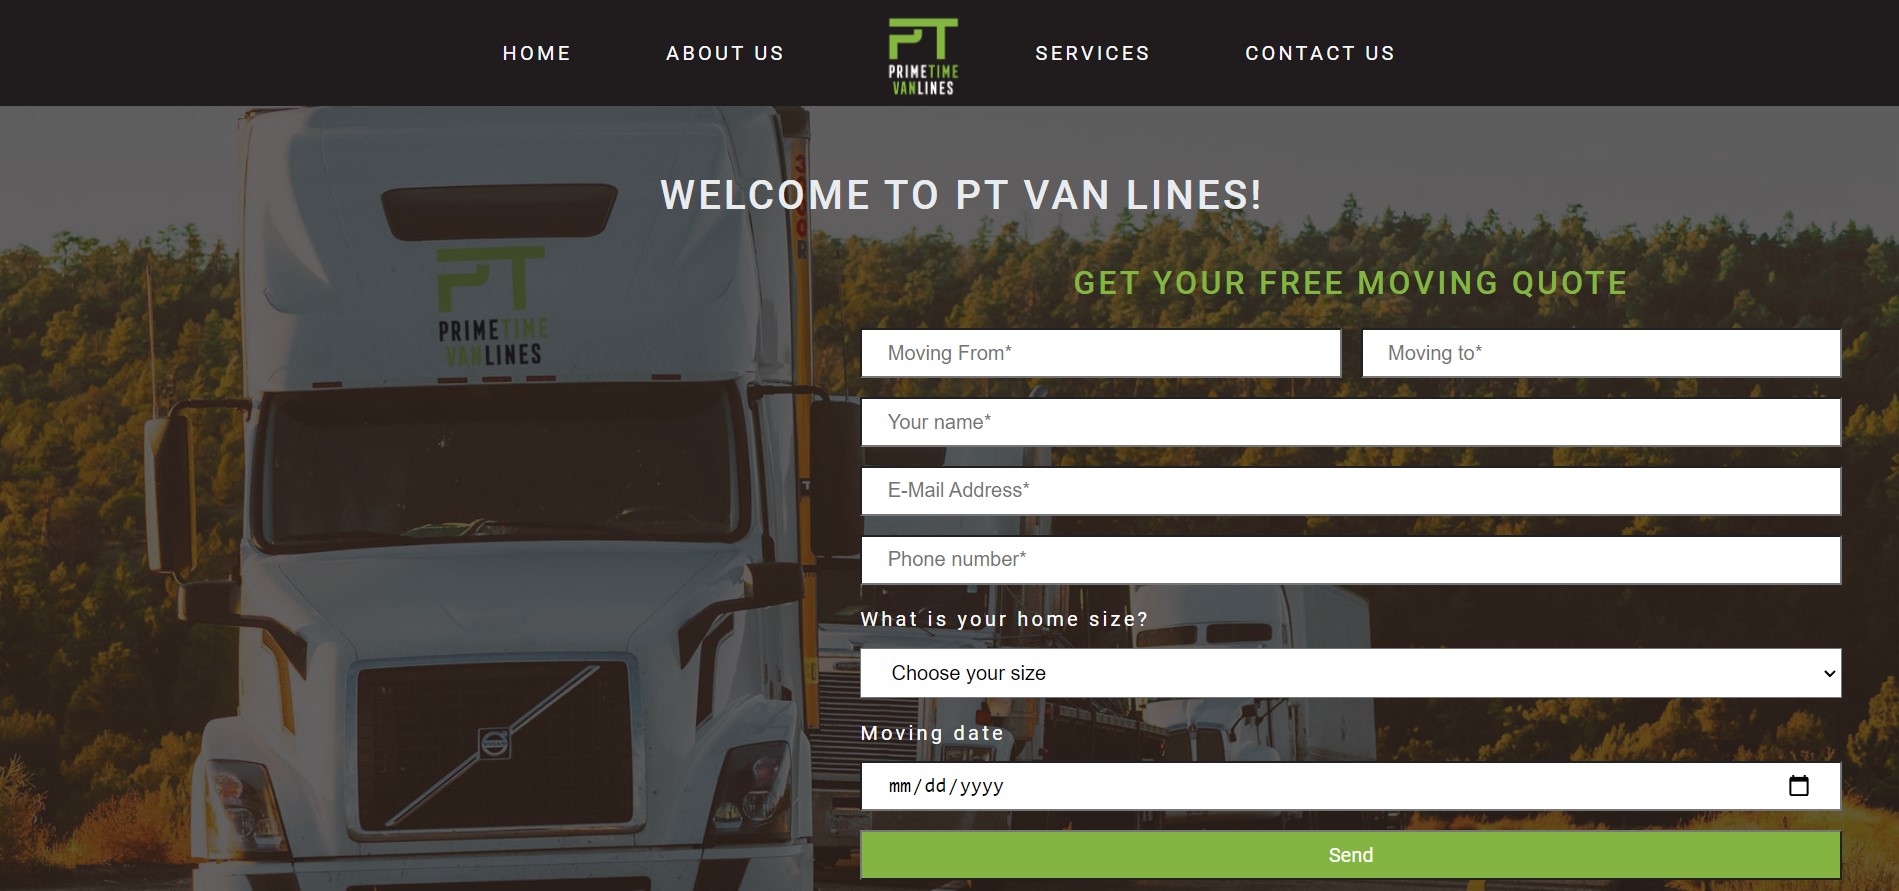 HOME
ABOUT US
PT
PRIMETIME
VANLINES
SERVICES
CONTACT US
WELCOME TO PT VAN LINES!
PT
PRIMETIME
VANLINES
GET YOUR FREE MOVING QUOTE
Moving From*
Moving to*
Your name*
E-Mail Address*
Phone number*
What is your home size?
Choose your size
Moving date
mm/dd/yyyy
Send